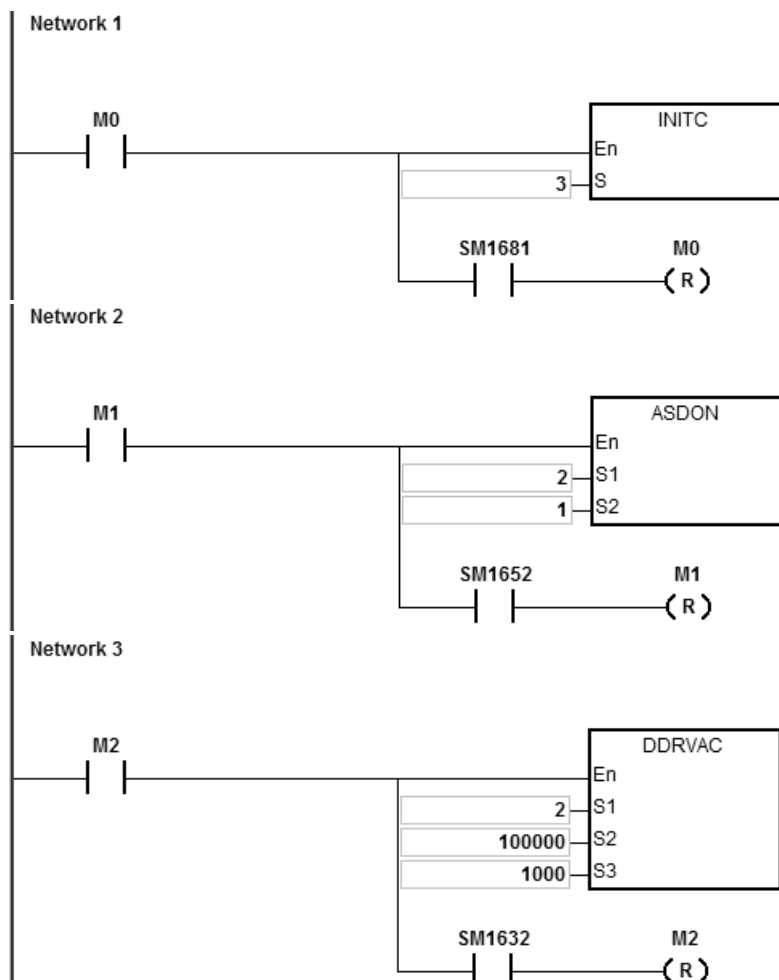 Network 1
M0
INITC
En
3 S
SM1681 M0
( R )
Network 2
M1
ASDON
En
2 S1
1 S2
SM1652 M1
( R )
Network 3
M2
DDRVAC
En
2 S1
100000 S2
1000 S3
SM1632 M2
( R )